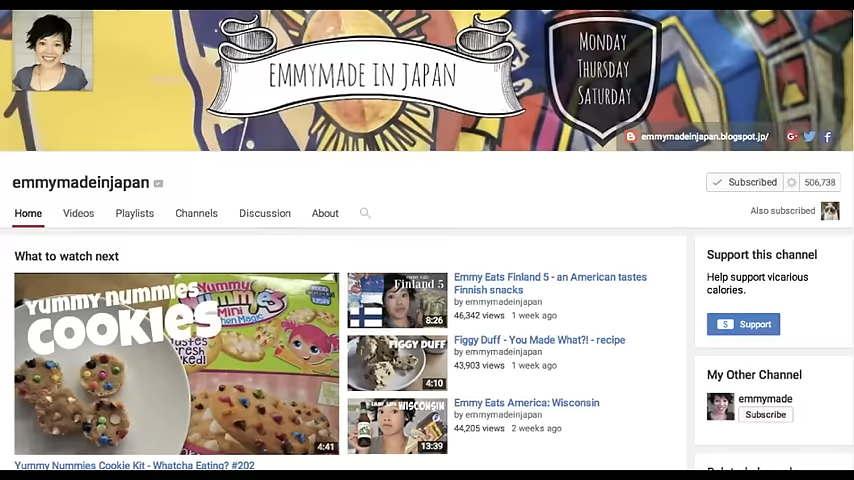 EMMYMADE IN JAPAN
MONDAY
THURSDAY
SATURDAY
emmymadeinjapan.blogspot.jp/
emmymadeinjapan
Subscribed 506,738
Home Videos Playlists Channels Discussion About
Also subscribed
What to watch next
YUMMY NUMMIES
COOKIES
Yummy
Mini
4:41
Yummy Nummies Cookie Kit - Whatcha Eating? #202
Finland 5
8:26
Emmy Eats Finland 5 - an American tastes
Finnish snacks
by emmymadeinjapan
46,342 views 1 week ago
FIGGY DUFF
4:10
Figgy Duff - You Made What?! - recipe
by emmymadeinjapan
43,903 views 1 week ago
WISCONSIN
13:39
Emmy Eats America: Wisconsin
by emmymadeinjapan
44,205 views 2 weeks ago
Support this channel
Help support vicarious
calories.
$ Support
My Other Channel
emmymade
Subscribe